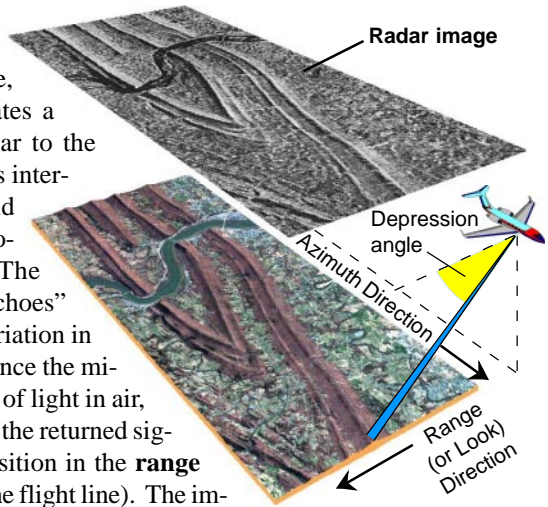 Radar image
e,
ates a
ar to the
s inter-
d
o-
The
choes”
riation in
nce the mi-
of light in air,
the returned sig-
sition in the range
ne flight line). The im-
Depression
angle
Azimuth Direction
Range
(or Look)
Direction